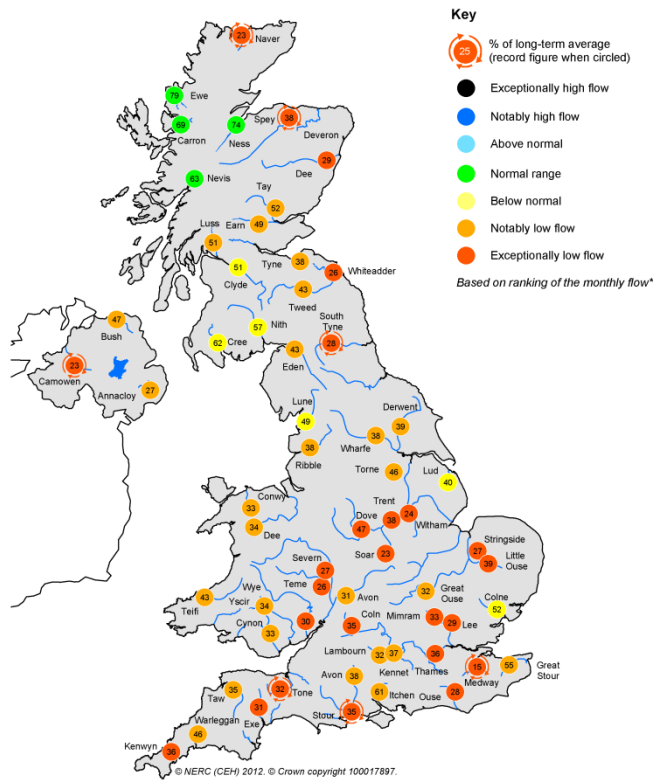 Key
25
% of long-term average
(record figure when circled)
Exceptionally high flow
Notably high flow
Above normal
Normal range
Below normal
Notably low flow
Exceptionally low flow
Based on ranking of the monthly flow*
23
Naver
79
Ewe
69
Carron
74
Ness
Spey
38
Deveron
29
Dee
63
Nevis
Tay
52
Luss
Earn
49
51
51
Clyde
Tyne
38
26
Whiteadder
43
Tweed
57
Nith
62
Cree
South
Tyne
28
43
Eden
47
Bush
23
Camowen
Annacloy
27
Lune
49
38
Ribble
Derwent
39
38
Wharfe
Torne
46
Lud
40
Conwy
33
34
Dee
Trent
Dove
47
38
24
Witham
Soar
23
Stringside
27
Little
Ouse
39
Severn
27
Teme
26
Wye
Yscir
34
43
Teifi
Cynon
33
30
31
Avon
Coln
35
32
Great
Ouse
Colne
52
Mimram
33
29
Lee
Lambourn
32
37
Kennet
36
Thames
15
Medway
55
Great
Stour
Avon
38
61
Itchen
Ouse
28
Stour
35
Taw
35
32
Tone
31
Exe
Warleggan
46
Kenwyn
36
© NERC (CEH) 2012. © Crown copyright 100017897.